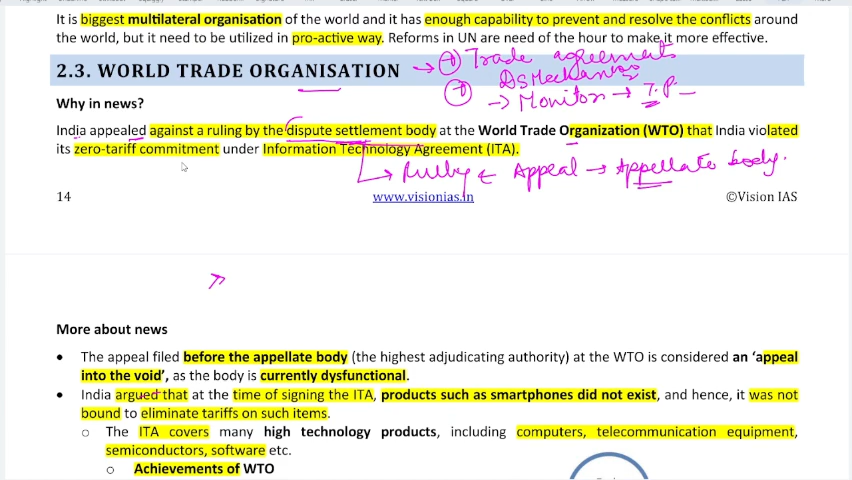 It is biggest multilateral organisation of the world and it has enough capability to prevent and resolve the conflicts around
the world, but it need to be utilized in pro-active way. Reforms in UN are need of the hour to make it more effective.
2.3. WORLD TRADE ORGANISATION → Trade agreements
DS Mechanism
→ Monitor → T.P.
Why in news?
India appealed against a ruling by the dispute settlement body at the World Trade Organization (WTO) that India violated
its zero-tariff commitment under Information Technology Agreement (ITA).
→ Ruling ← Appeal → Appellate body.
14 www.visionias.in ©Vision IAS
More about news
• The appeal filed before the appellate body (the highest adjudicating authority) at the WTO is considered an ‘appeal
into the void’, as the body is currently dysfunctional.
• India argued that at the time of signing the ITA, products such as smartphones did not exist, and hence, it was not
bound to eliminate tariffs on such items.
o The ITA covers many high technology products, including computers, telecommunication equipment,
semiconductors, software etc.
o Achievements of WTO